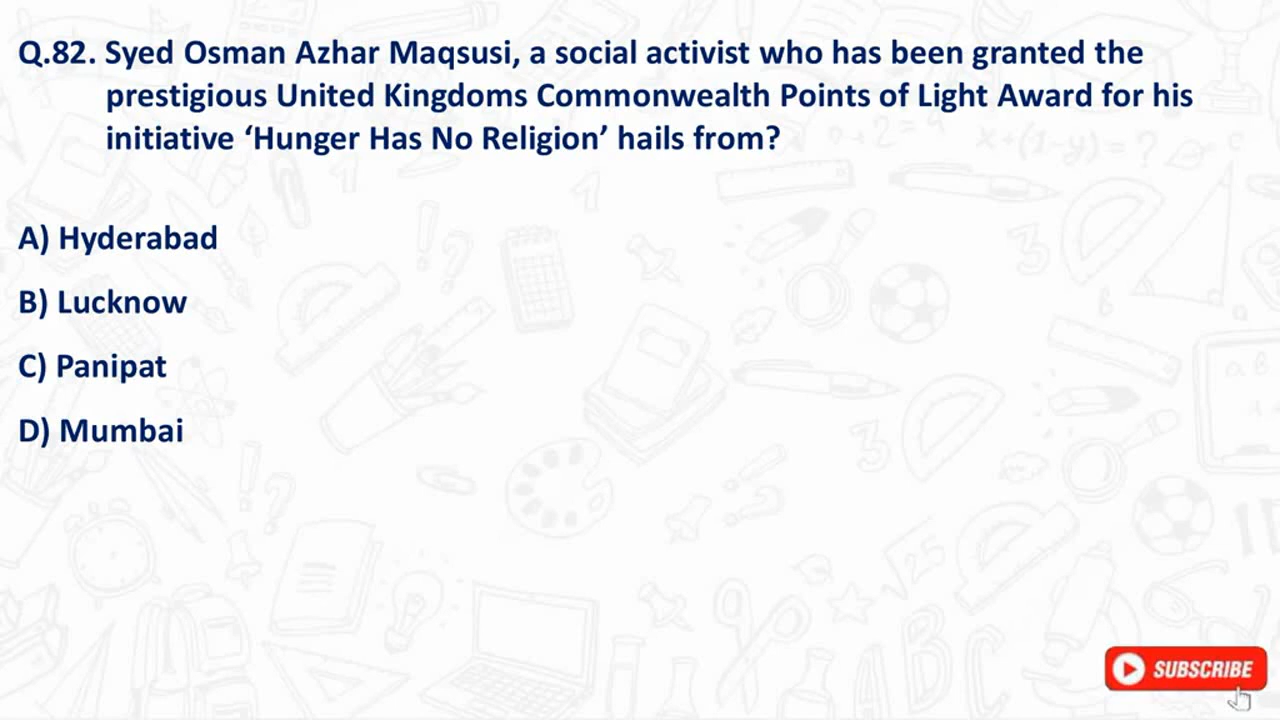 Q.82. Syed Osman Azhar Maqsusi, a social activist who has been granted the
prestigious United Kingdoms Commonwealth Points of Light Award for his
initiative ‘Hunger Has No Religion’ hails from?
A) Hyderabad
B) Lucknow
C) Panipat
D) Mumbai
SUBSCRIBE